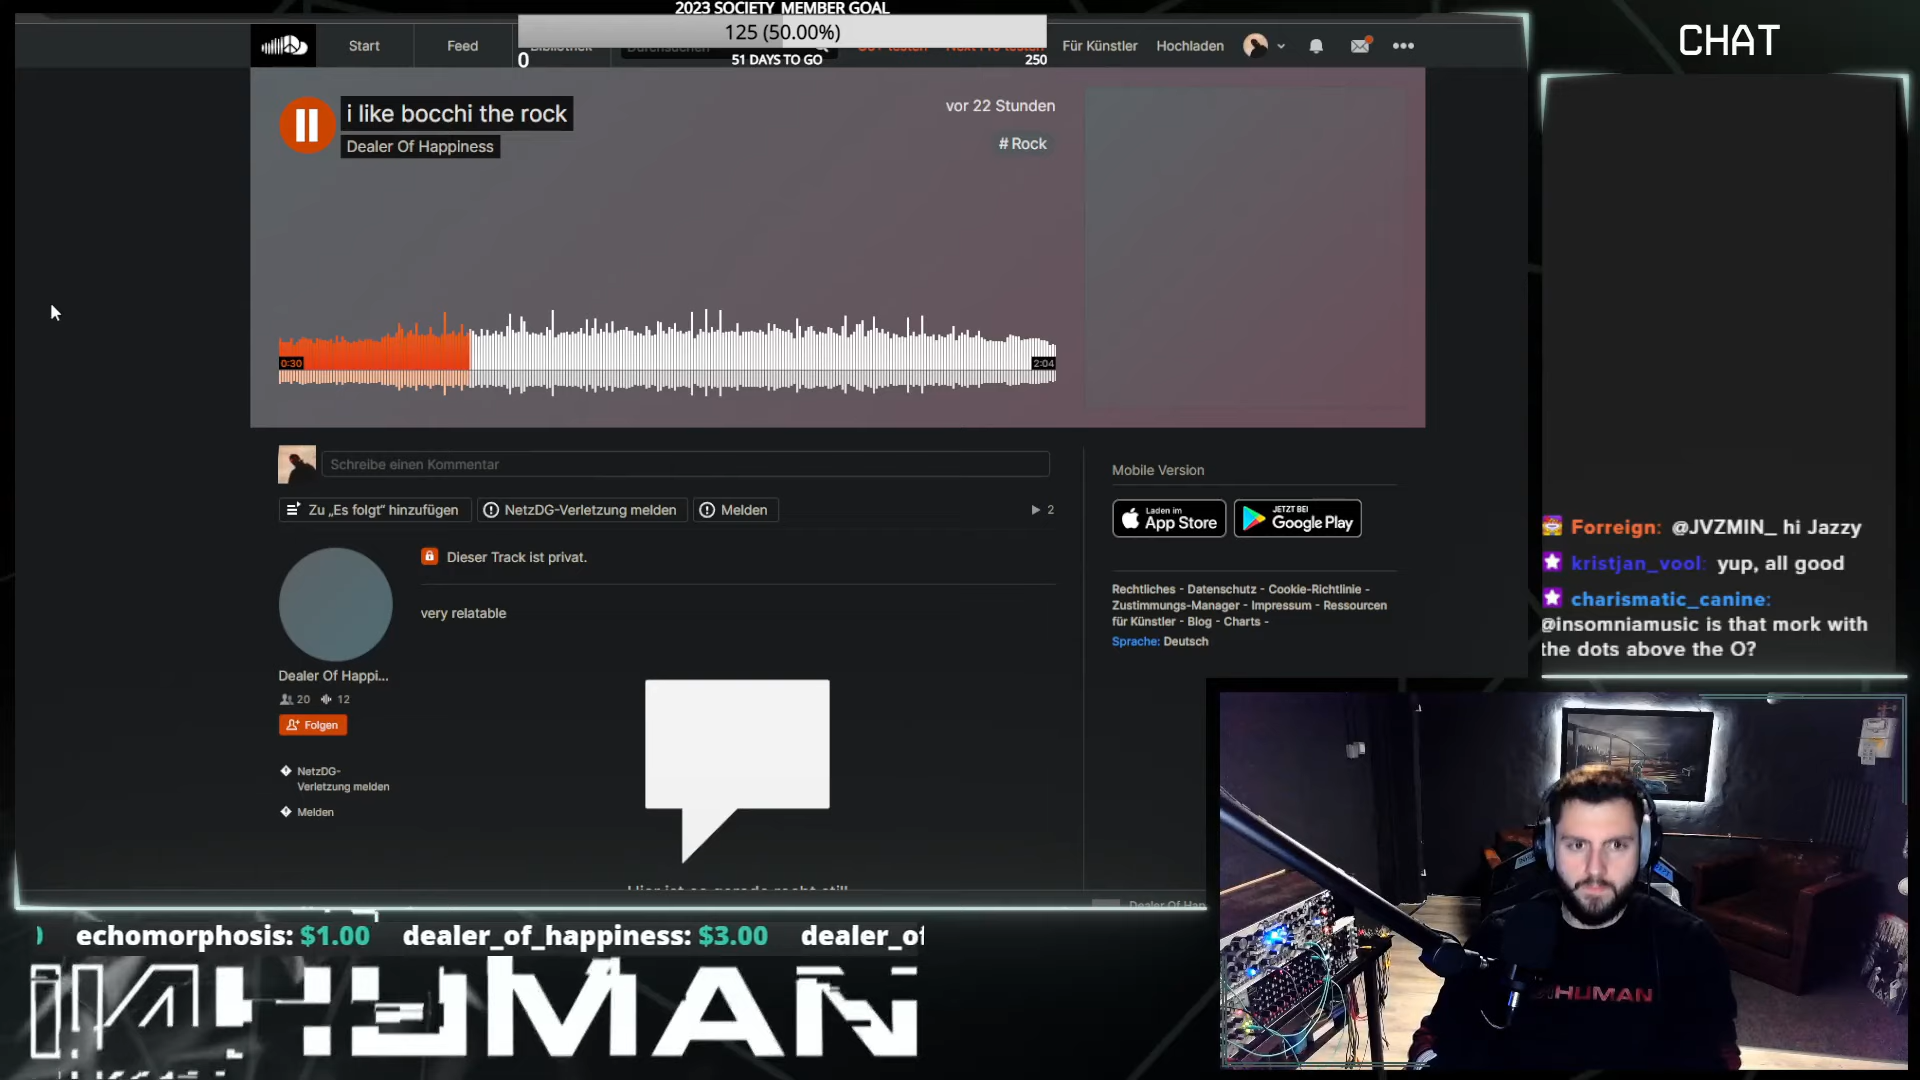 2023 SOCIETY MEMBER GOAL
125 (50.00%)
51 DAYS TO GO
0
250
Start
Feed
Für Künstler
Hochladen
i like bocchi the rock
Dealer Of Happiness
vor 22 Stunden
# Rock
0:30
2:04
Schreibe einen Kommentar
Zu „Es folgt" hinzufügen
NetzDG-Verletzung melden
Melden
2
Dieser Track ist privat.
very relatable
Dealer Of Happi...
20
12
Folgen
NetzDG-
Verletzung melden
Melden
Mobile Version
Laden im
App Store
JETZT BEI
Google Play
Rechtliches - Datenschutz - Cookie-Richtlinie -
Zustimmungs-Manager - Impressum - Ressourcen
für Künstler - Blog - Charts -
Sprache: Deutsch
CHAT
Forreign: @JVZMIN_ hi Jazzy
kristjan_vool: yup, all good
charismatic_canine:
@insomniamusic is that mork with
the dots above the O?
echomorphosis: $1.00 dealer_of_happiness: $3.00 dealer_of
INHUMAN
INHUMAN